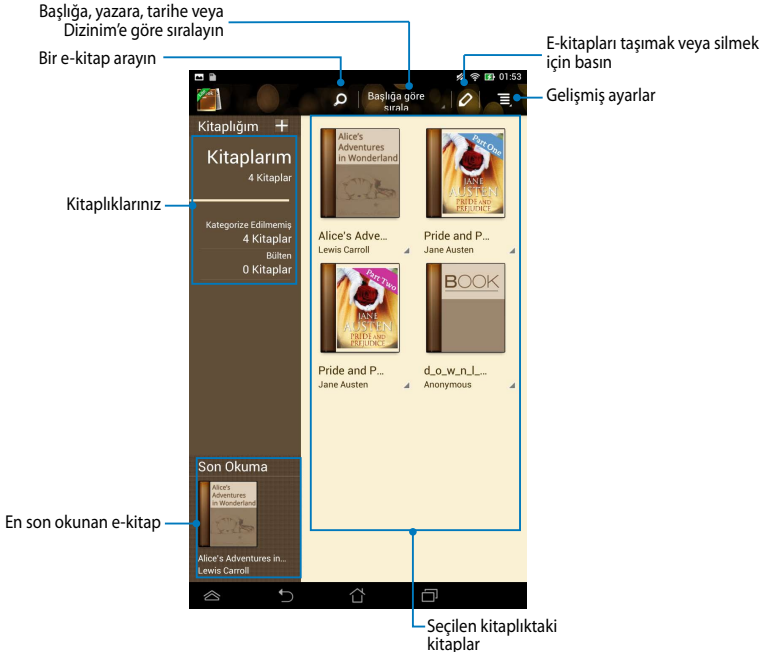 Başlığa, yazara, tarihe veya
Dizinim'e göre sıralayın
Bir e-kitap arayın
E-kitapları taşımak veya silmek
için basın
Gelişmiş ayarlar
01:53
Başlığa göre
sırala
Kitaplığım
Kitaplarım
4 Kitaplar
Kitaplıklarınız
Kategorize Edilmemiş
4 Kitaplar
Bülten
0 Kitaplar
Alice's
Adventures
in Wonderland
Alice's Adve...
Lewis Carroll
Part One
JANE
AUSTEN
PRIDE AND
PREJUDICE
Pride and P...
Jane Austen
Part Two
JANE
AUSTEN
PRIDE AND
PREJUDICE
Pride and P...
Jane Austen
BOOK
d_o_w_n_l_...
Anonymous
Son Okuma
Alice's
Adventures
in Wonderland
En son okunan e-kitap
Alice's Adventures in...
Lewis Carroll
Seçilen kitaplıktaki
kitaplar